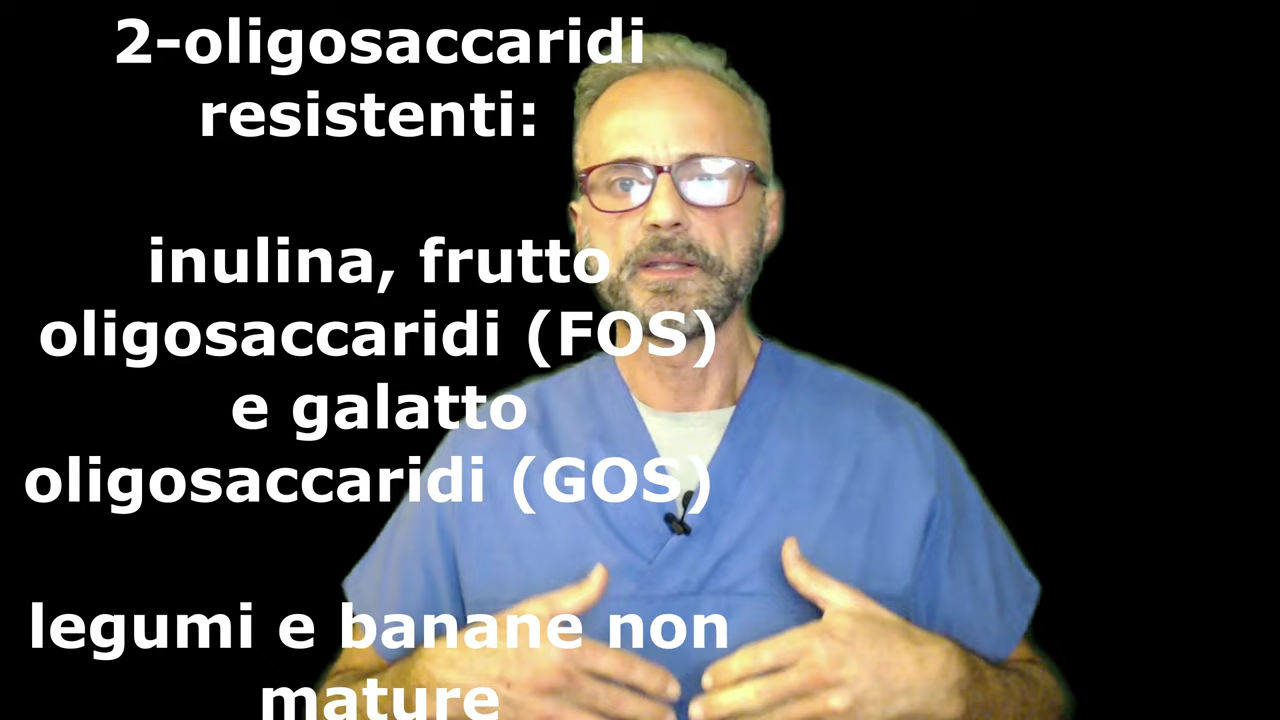 2-oligosaccaridi
resistenti:
inulina, frutto
oligosaccaridi (FOS)
e galatto
oligosaccaridi (GOS)
legumi e banane non
mature